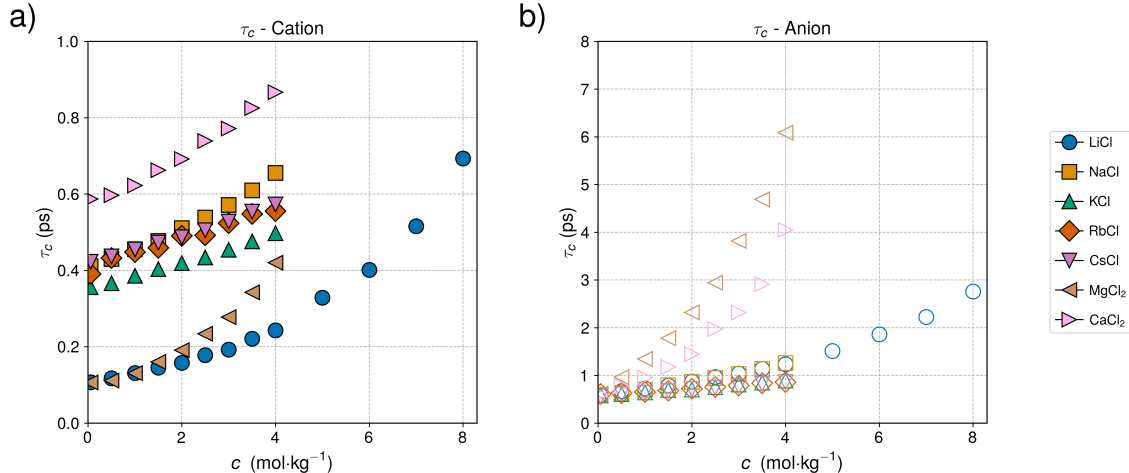 a)
τc - Cation
1.0
0.8
0.6
0.4
0.2
0.0
τc (ps)
0 2 4 6 8
c (mol·kg⁻¹)
b)
τc - Anion
8
7
6
5
4
3
2
1
0
τc (ps)
0 2 4 6 8
c (mol·kg⁻¹)
LiCl
NaCl
KCl
RbCl
CsCl
MgCl₂
CaCl₂